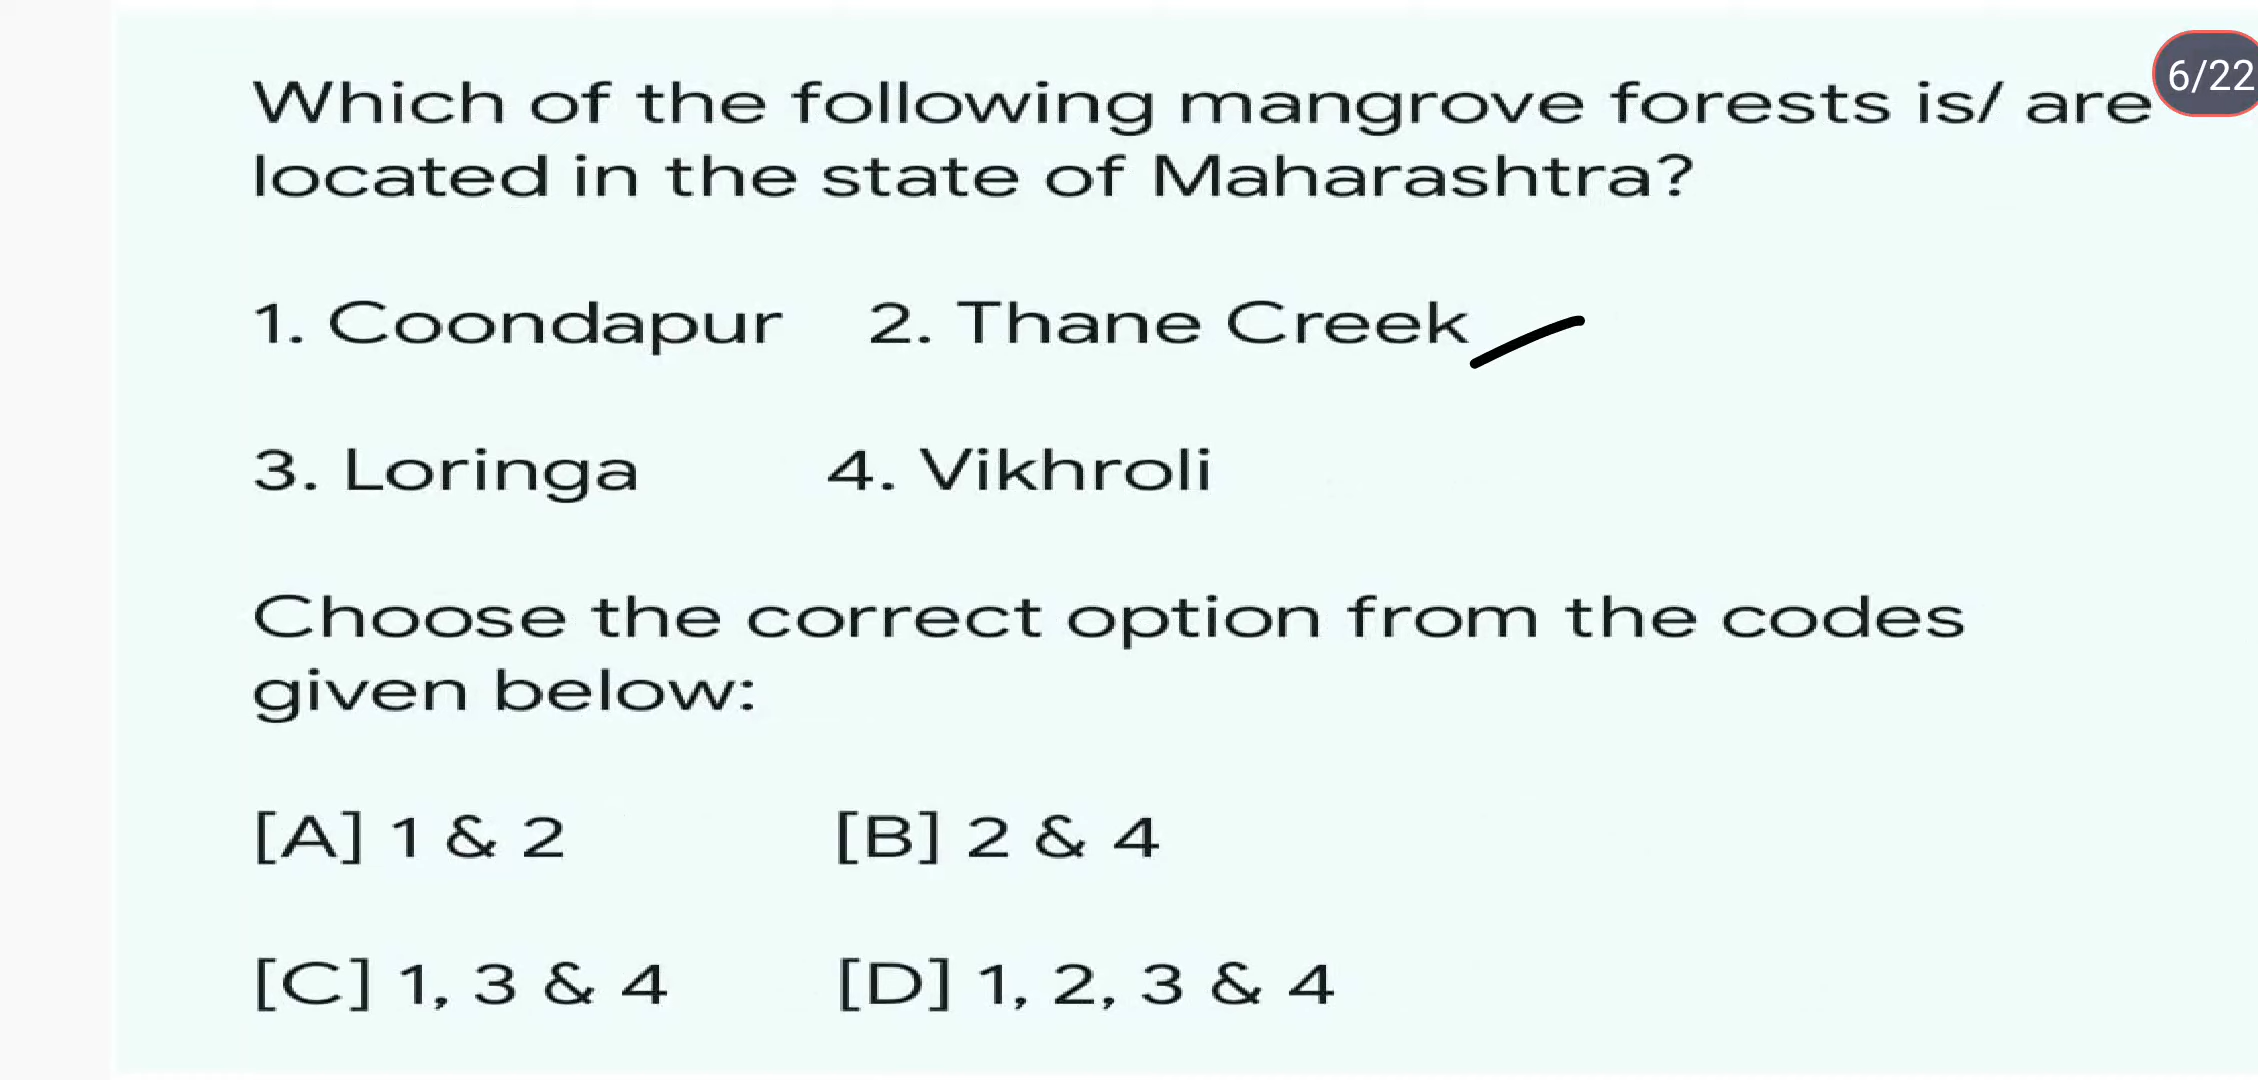 Which of the following mangrove forests is/ are
6/22
located in the state of Maharashtra?
1. Coondapur 2. Thane Creek
3. Loringa 4. Vikhroli
Choose the correct option from the codes
given below:
[A] 1 & 2 [B] 2 & 4
[C] 1, 3 & 4 [D] 1, 2, 3 & 4